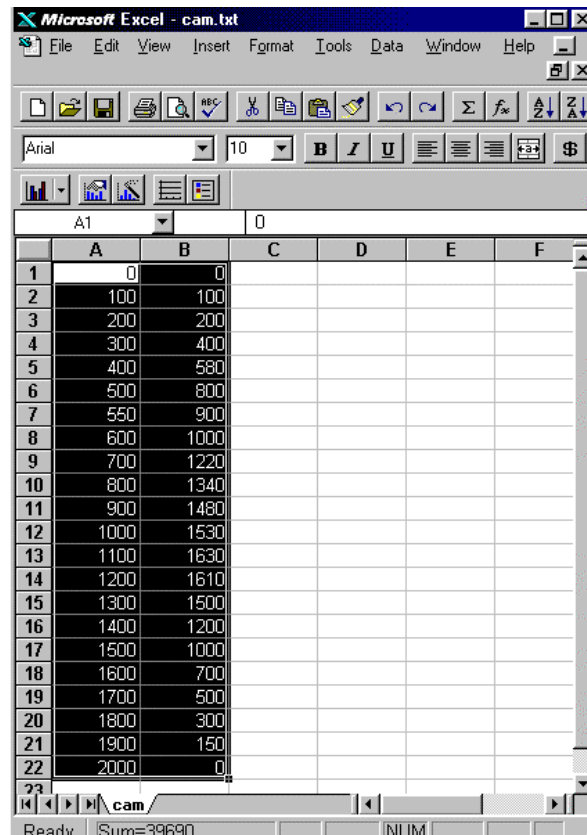 Microsoft Excel - cam.txt
File Edit View Insert Format Tools Data Window Help
ABC Σ fx A Z Z A
Arial 10 B I U a $
A1 0
A B C D E F
1 0 0
2 100 100
3 200 200
4 300 400
5 400 580
6 500 800
7 550 900
8 600 1000
9 700 1220
10 800 1340
11 900 1480
12 1000 1530
13 1100 1630
14 1200 1610
15 1300 1500
16 1400 1200
17 1500 1000
18 1600 700
19 1700 500
20 1800 300
21 1900 150
22 2000 0
23
cam
Ready Sum=39690 NUM